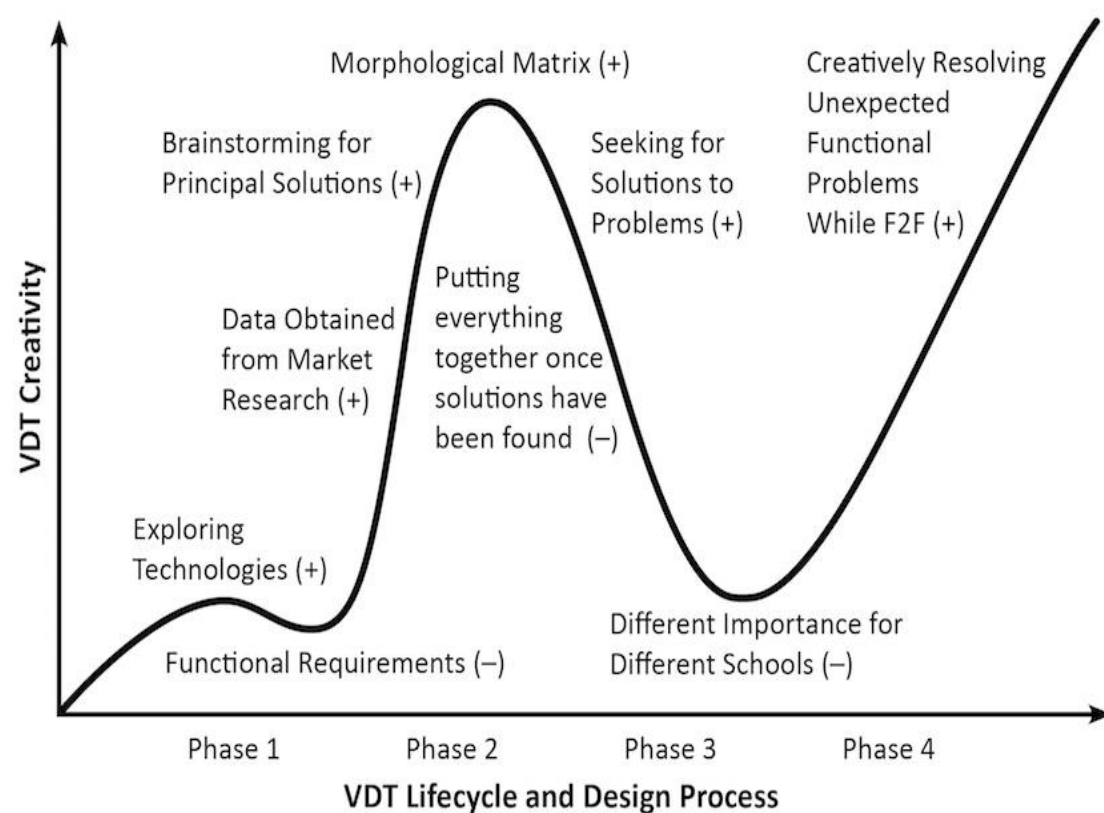 Morphological Matrix (+)
Creatively Resolving
Unexpected
Functional
Problems
While F2F (+)
Brainstorming for
Principal Solutions (+)
Seeking for
Solutions to
Problems (+)
Putting
everything
together once
solutions have
been found (–)
Data Obtained
from Market
Research (+)
Exploring
Technologies (+)
Functional Requirements (–)
Different Importance for
Different Schools (–)
VDT Creativity
Phase 1
Phase 2
Phase 3
Phase 4
VDT Lifecycle and Design Process